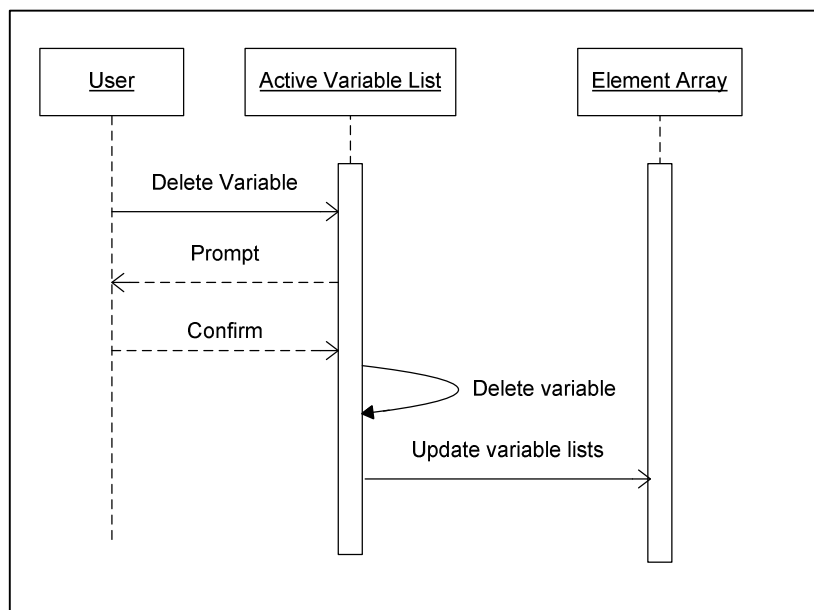 User
Active Variable List
Element Array
Delete Variable
Prompt
Confirm
Delete variable
Update variable lists